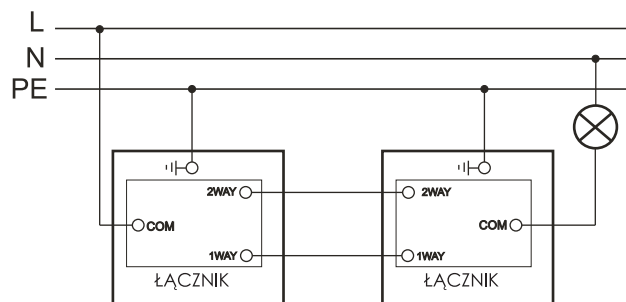 L
N
PE
2WAY 2WAY
COM COM
1WAY 1WAY
ŁĄCZNIK ŁĄCZNIK